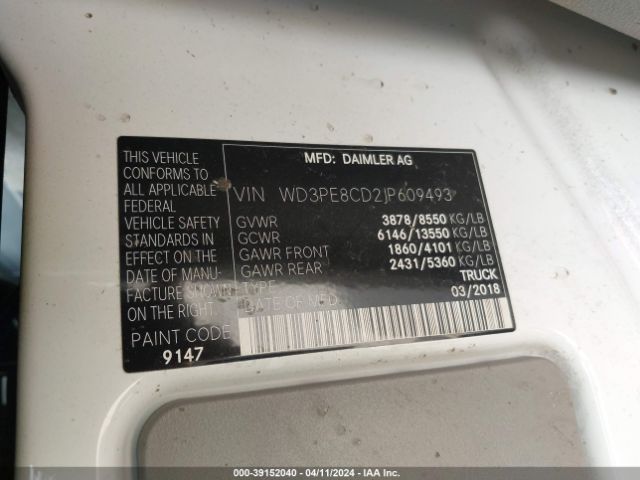 MFD: DAIMLER AG
THIS VEHICLE
CONFORMS TO
ALL APPLICABLE
FEDERAL
VEHICLE SAFETY
STANDARDS IN
EFFECT ON THE
DATE OF MANU-
FACTURE SHOWN
ON THE RIGHT.
VIN WD3PE8CD2JP609493
GVWR 3878/8550 KG/LB
GCWR 6146/13550 KG/LB
GAWR FRONT 1860/4101 KG/LB
GAWR REAR 2431/5360 KG/LB
TYPE TRUCK
DATE OF MFD. 03/2018
PAINT CODE
9147
000-39152040 - 04/11/2024 - IAA Inc.